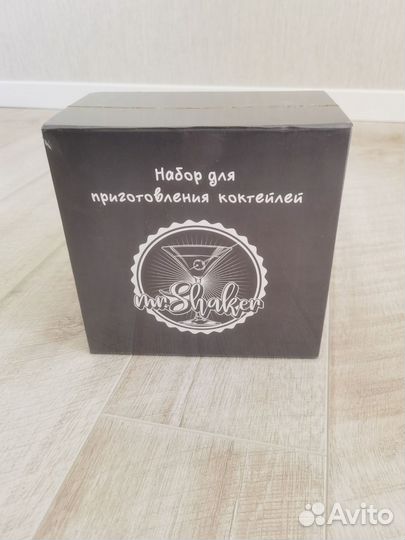 Набор для
приготовления коктейлей
mr.Shaker
Avito